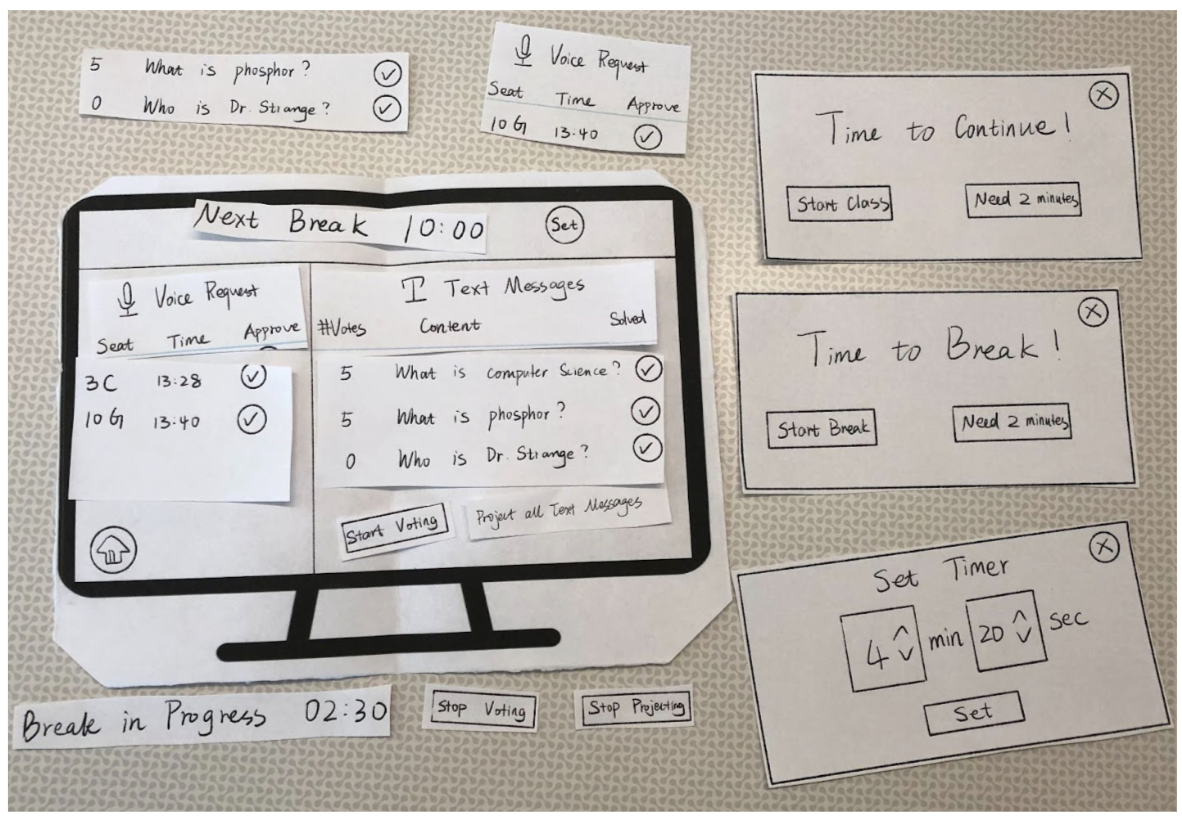 5 What is phosphor?
0 Who is Dr. Strange?
Voice Request
Seat Time Approve
10 G 13:40
Time to Continue!
Start Class Need 2 minutes
Next Break 10:00 Set
Voice Request
Seat Time Approve
3 C 13:28
10 G 13:40
Text Messages
#Votes Content Solved
5 What is computer Science?
5 What is phosphor?
0 Who is Dr. Strange?
Start Voting Project all Text Messages
Time to Break!
Start Break Need 2 minutes
Set Timer
4 min 20 sec
Set
Break in Progress 02:30
Stop Voting
Stop Projecting